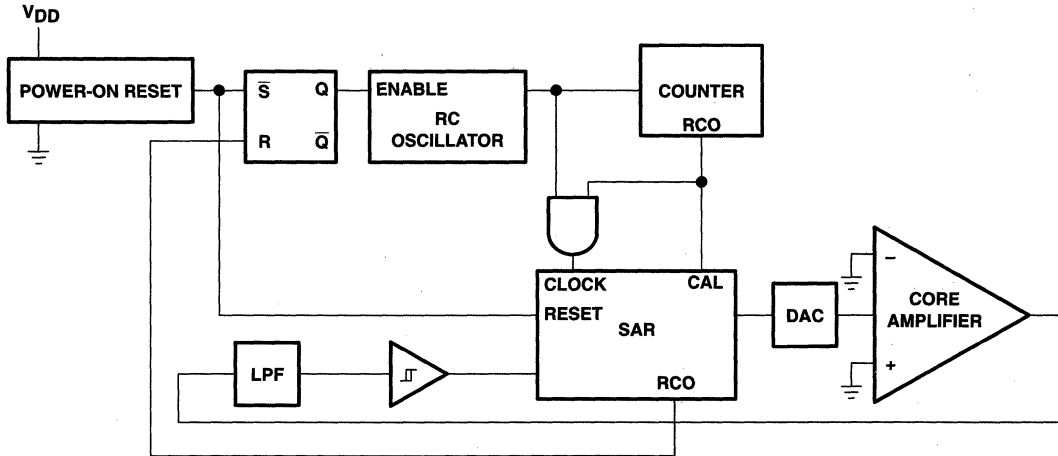 VDD
POWER-ON RESET
S̅ Q
R Q̅
ENABLE
RC
OSCILLATOR
COUNTER
RCO
CLOCK CAL
RESET
SAR
RCO
DAC
−
CORE
AMPLIFIER
+
LPF